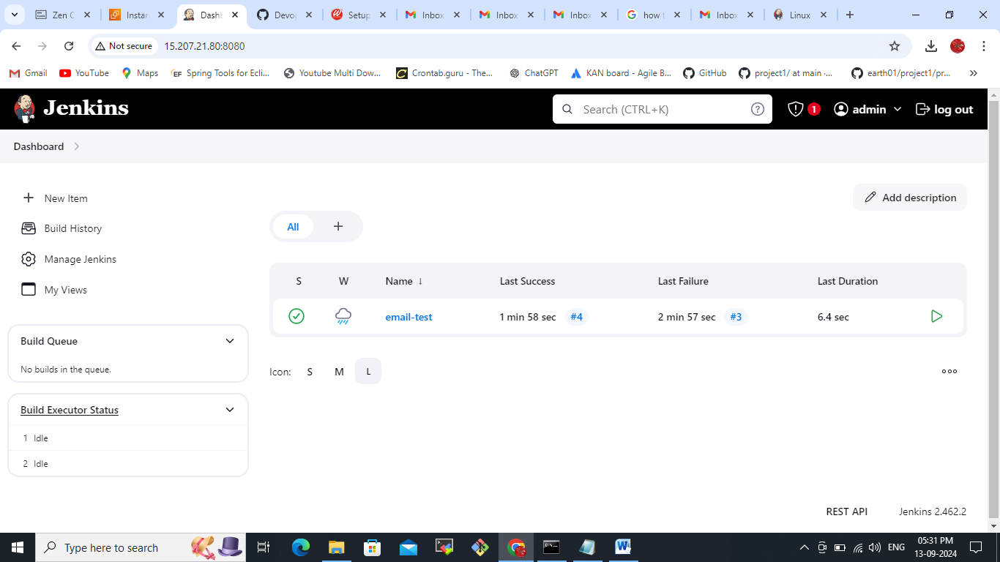 Zen C
Instar
Dashb
Devop
Setup
Inbox
Inbox
Inbox
how t
Inbox
Linux
Not secure
15.207.21.80:8080
Gmail
YouTube
Maps
Spring Tools for Ecli...
Youtube Multi Dow...
Crontab.guru - The...
ChatGPT
KAN board - Agile B...
GitHub
project1/ at main ·...
earth01/project1/pr...
Jenkins
Search (CTRL+K)
1
admin
log out
Dashboard
New Item
Build History
Manage Jenkins
My Views
Add description
All
+
S W Name ↓ Last Success Last Failure Last Duration
email-test 1 min 58 sec #4 2 min 57 sec #3 6.4 sec
Icon: S M L
Build Queue
No builds in the queue.
Build Executor Status
1 Idle
2 Idle
REST API
Jenkins 2.462.2
Type here to search
ENG
05:31 PM
13-09-2024